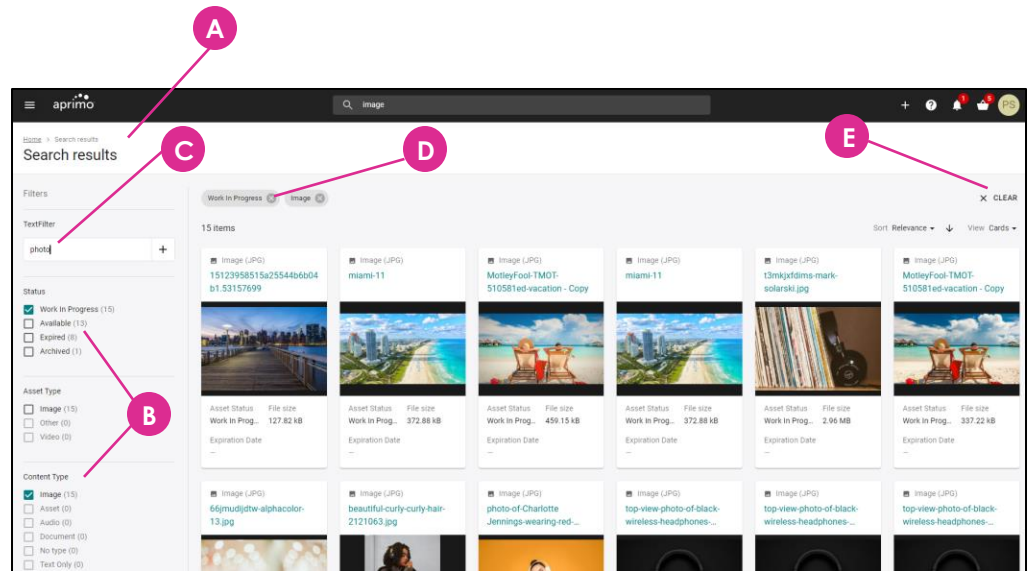 A
aprimo
image
1
5
PS
Home > Search results
Search results
C
D
E
Filters
Work In Progress
Image
CLEAR
TextFilter
15 items
Sort Relevance
View Cards
photo
+
Status
Work In Progress (15)
Available (13)
Expired (8)
Archived (1)
Asset Type
Image (15)
Other (0)
Video (0)
B
Content Type
Image (15)
Asset (0)
Audio (0)
Document (0)
No type (0)
Text Only (0)
Image (JPG)
15123958515a25544b6b04
b1.53157699
Asset Status File size
Work In Prog... 127.82 kB
Expiration Date
—
Image (JPG)
miami-11
Asset Status File size
Work In Prog... 372.88 kB
Expiration Date
—
Image (JPG)
MotleyFool-TMOT-
510581ed-vacation - Copy
Asset Status File size
Work In Prog... 459.15 kB
Expiration Date
—
Image (JPG)
miami-11
Asset Status File size
Work In Prog... 372.88 kB
Expiration Date
—
Image (JPG)
t3mkjxfdims-mark-
solarski.jpg
Asset Status File size
Work In Prog... 2.96 MB
Expiration Date
—
Image (JPG)
MotleyFool-TMOT-
510581ed-vacation - Copy
Asset Status File size
Work In Prog... 337.22 kB
Expiration Date
—
Image (JPG)
66jmudijdtw-alphacolor-
13.jpg
Image (JPG)
beautiful-curly-curly-hair-
2121063.jpg
Image (JPG)
photo-of-Charlotte
Jennings-wearing-red-...
Image (JPG)
top-view-photo-of-black-
wireless-headphones-...
Image (JPG)
top-view-photo-of-black-
wireless-headphones-...
Image (JPG)
top-view-photo-of-black-
wireless-headphones-...